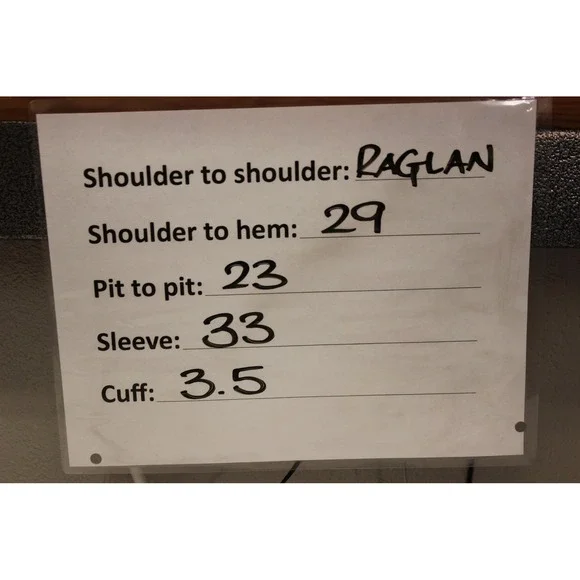 Shoulder to shoulder: RAGLAN
Shoulder to hem: 29
Pit to pit: 23
Sleeve: 33
Cuff: 3.5